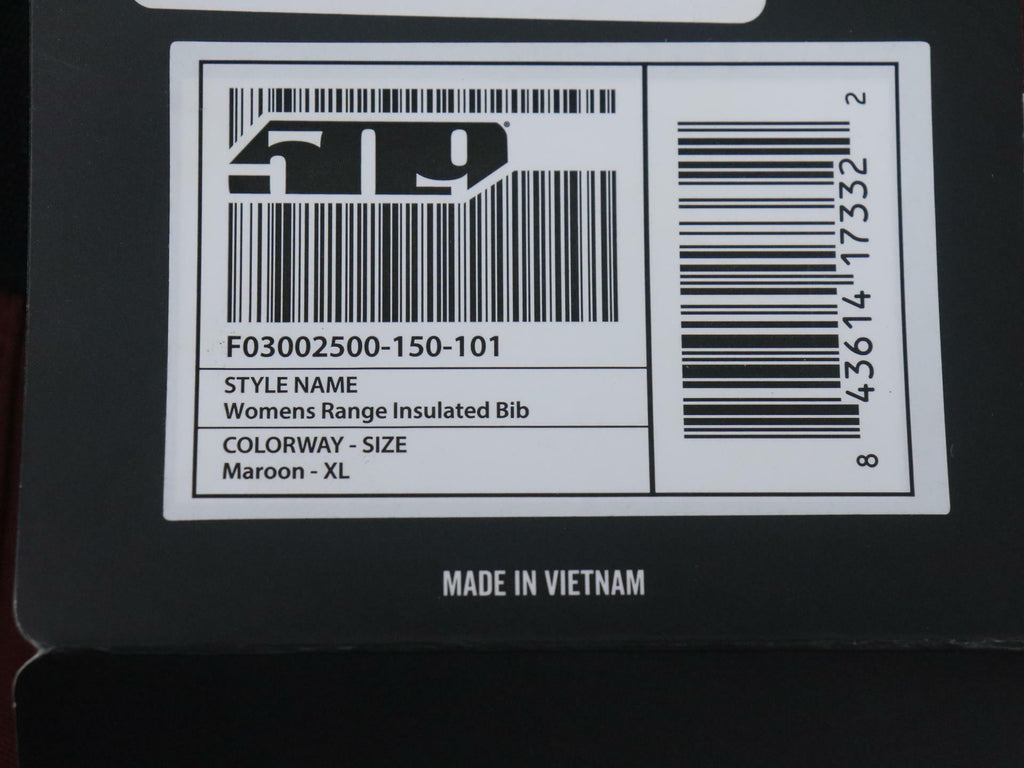 509
F03002500-150-101
STYLE NAME
Womens Range Insulated Bib
COLORWAY - SIZE
Maroon - XL
8 43614 17332 2
MADE IN VIETNAM